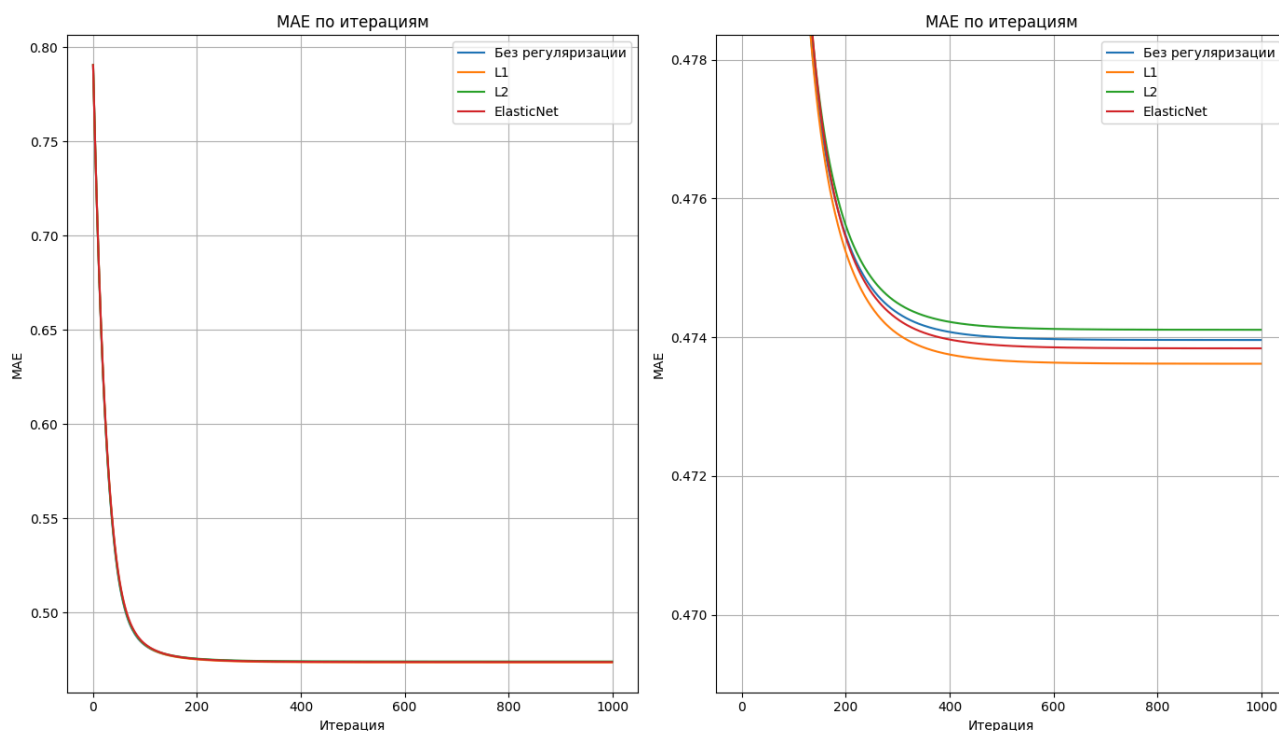 MAE по итерациям
0.80
0.75
0.70
0.65
0.60
0.55
0.50
MAE
0
200
400
600
800
1000
Итерация
Без регуляризации
L1
L2
ElasticNet
MAE по итерациям
0.478
0.476
0.474
0.472
0.470
MAE
0
200
400
600
800
1000
Итерация
Без регуляризации
L1
L2
ElasticNet